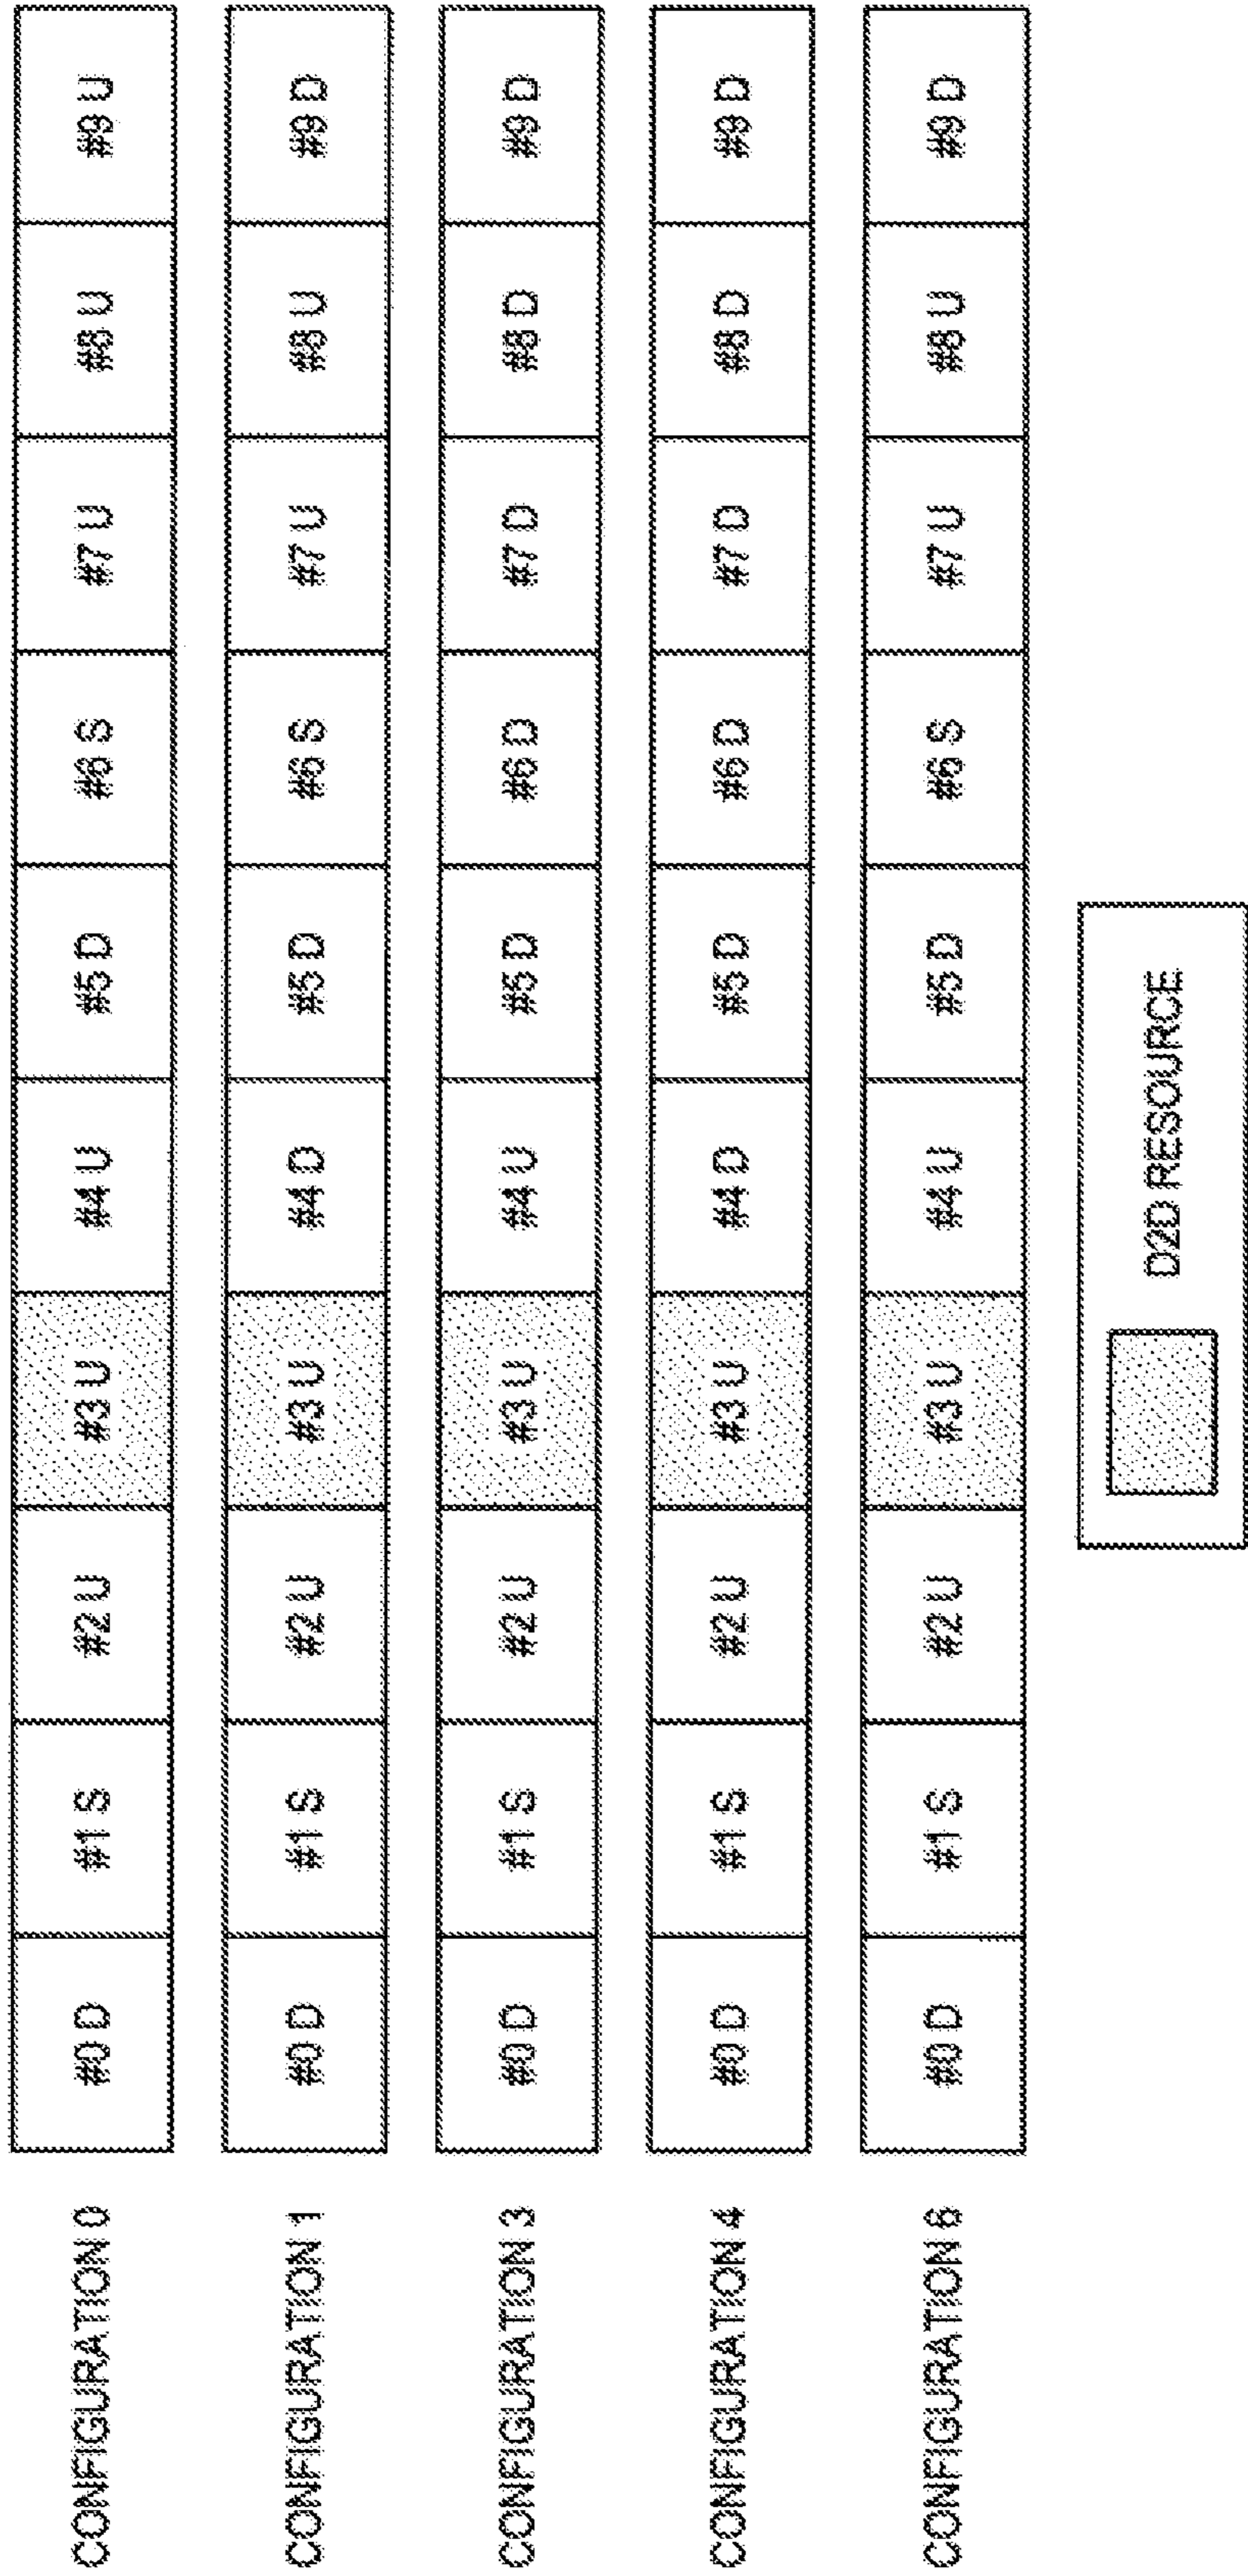 CONFIGURATION 0 #0 D #1 S #2 U #3 U #4 U #5 D #6 S #7 U #8 U #9 U
CONFIGURATION 1 #0 D #1 S #2 U #3 U #4 D #5 D #6 S #7 U #8 U #9 D
CONFIGURATION 3 #0 D #1 S #2 U #3 U #4 U #5 D #6 D #7 D #8 D #9 D
CONFIGURATION 4 #0 D #1 S #2 U #3 U #4 D #5 D #6 D #7 D #8 D #9 D
CONFIGURATION 6 #0 D #1 S #2 U #3 U #4 U #5 D #6 S #7 U #8 U #9 D
D2D RESOURCE